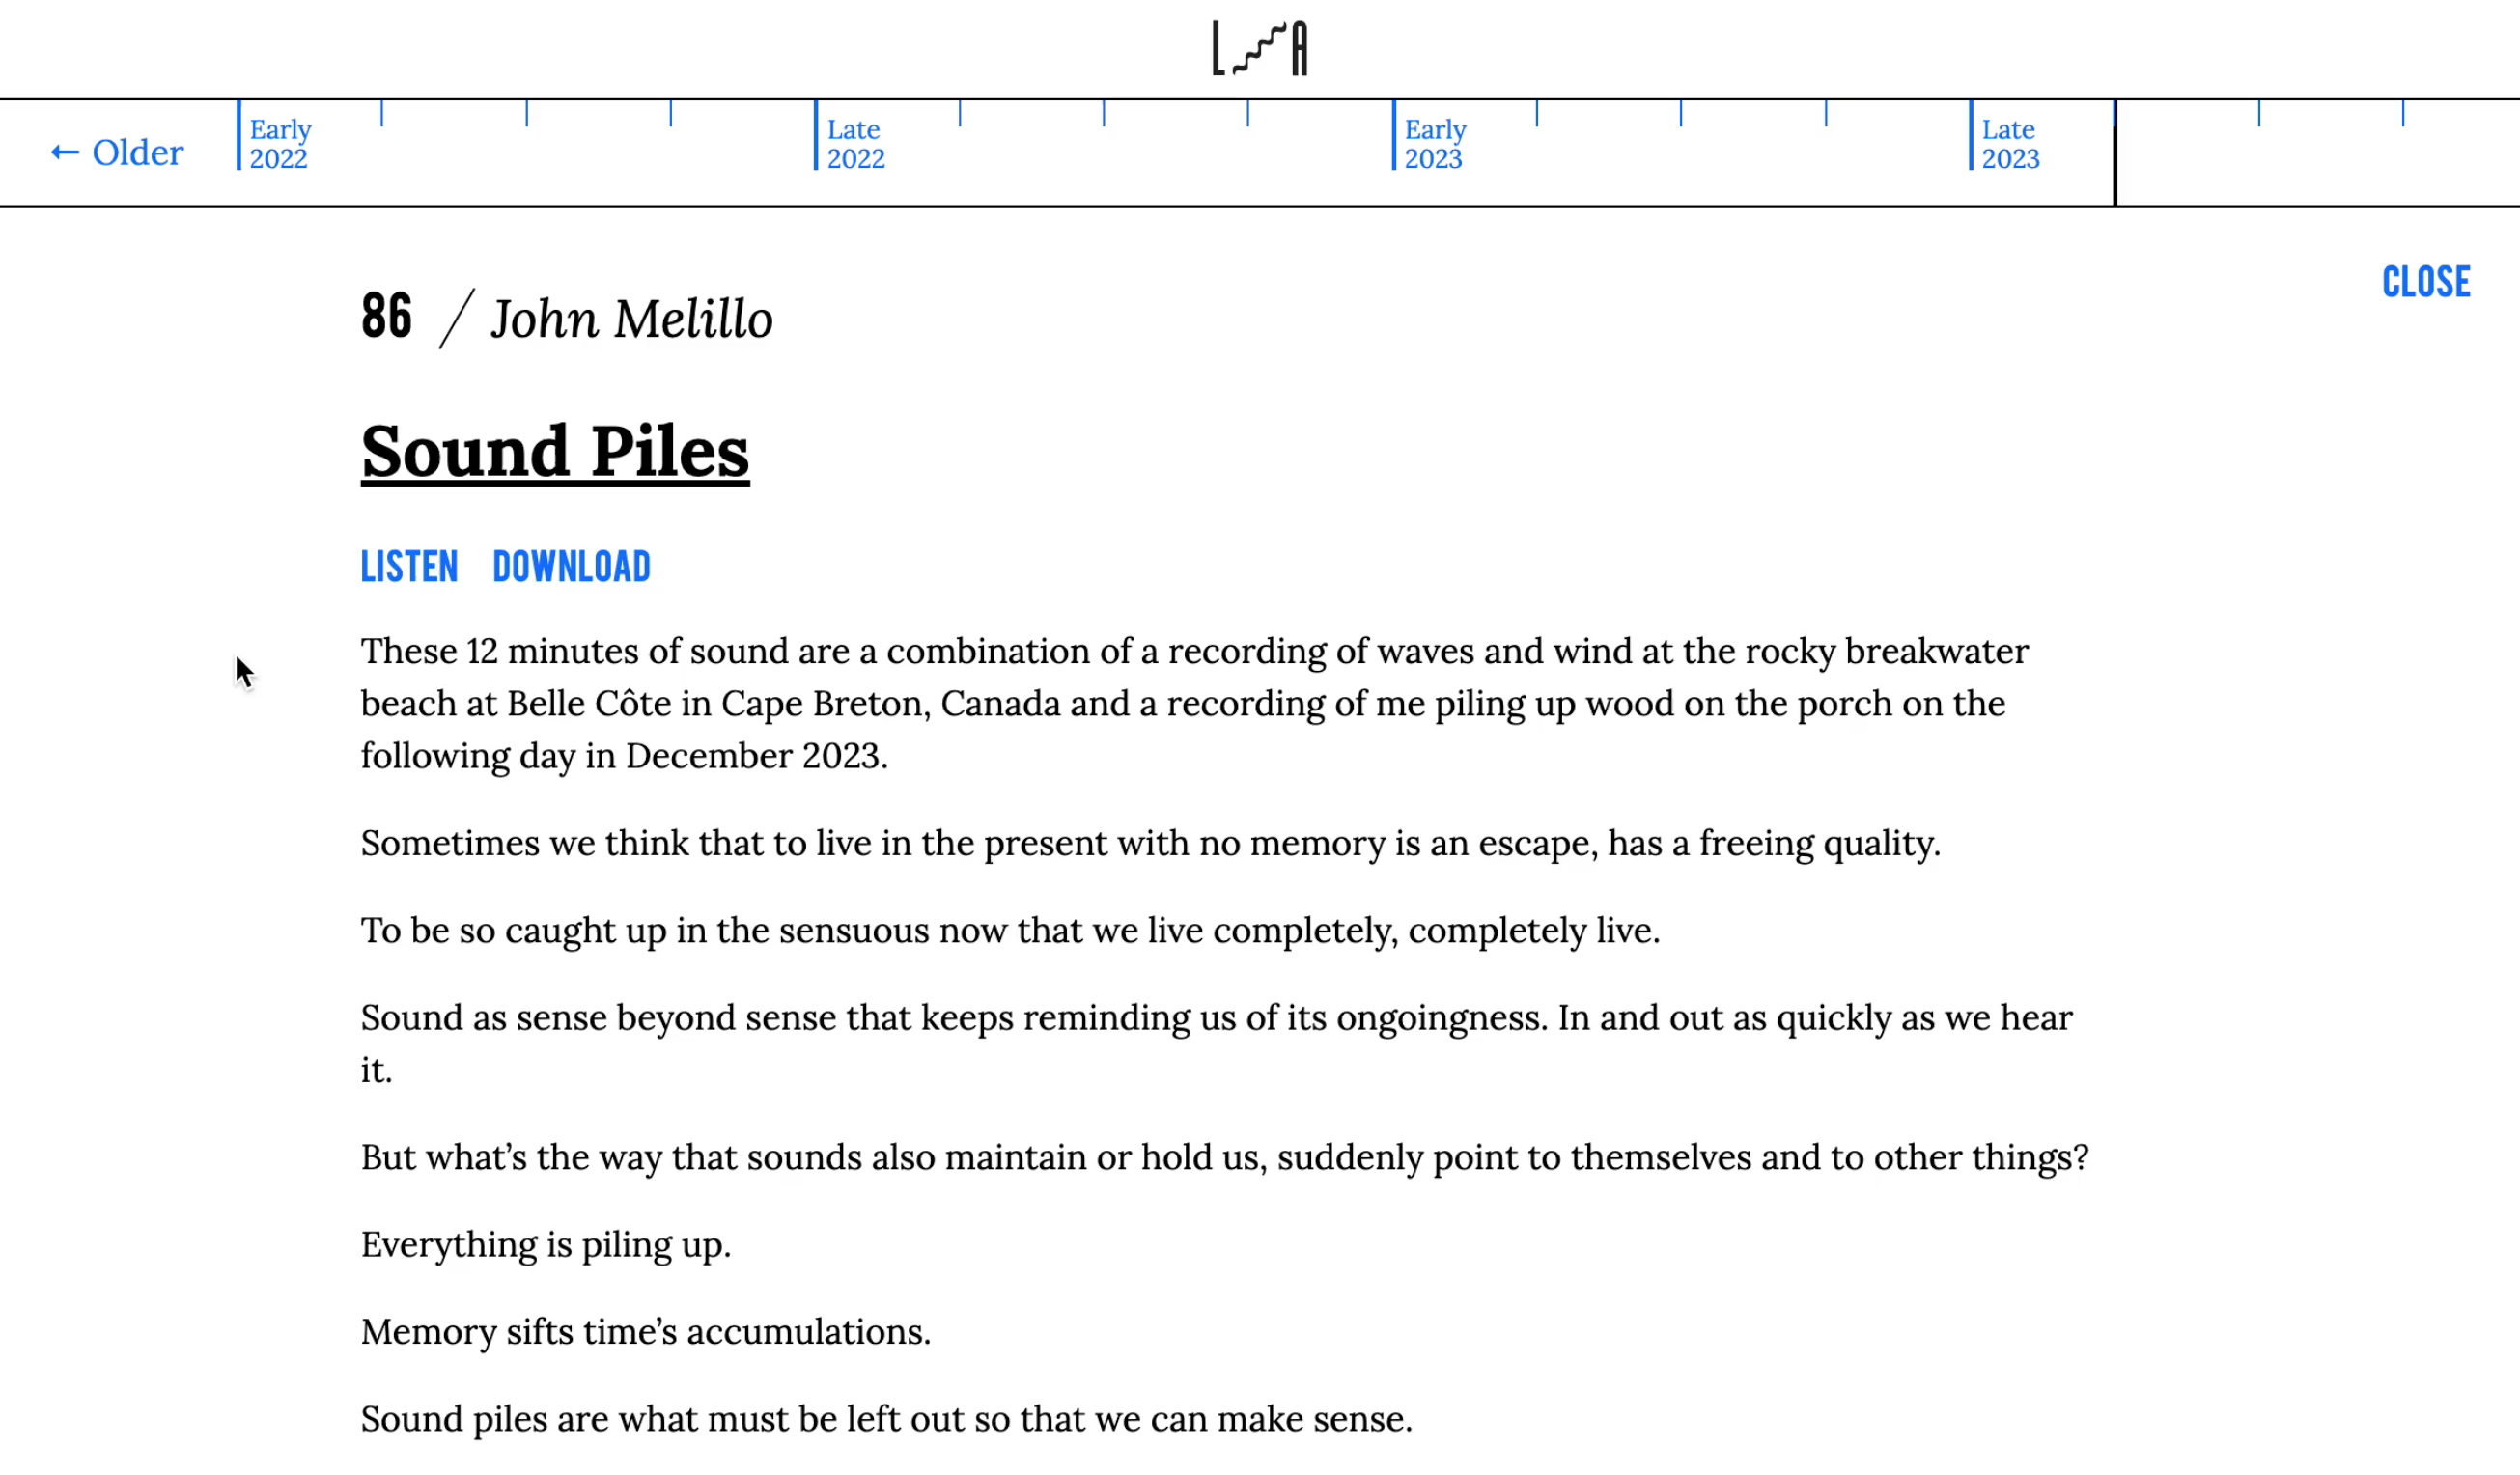 L A
← Older
Early
2022
Late
2022
Early
2023
Late
2023
CLOSE
86 / John Melillo
Sound Piles
LISTEN DOWNLOAD
These 12 minutes of sound are a combination of a recording of waves and wind at the rocky breakwater
beach at Belle Côte in Cape Breton, Canada and a recording of me piling up wood on the porch on the
following day in December 2023.
Sometimes we think that to live in the present with no memory is an escape, has a freeing quality.
To be so caught up in the sensuous now that we live completely, completely live.
Sound as sense beyond sense that keeps reminding us of its ongoingness. In and out as quickly as we hear
it.
But what’s the way that sounds also maintain or hold us, suddenly point to themselves and to other things?
Everything is piling up.
Memory sifts time’s accumulations.
Sound piles are what must be left out so that we can make sense.